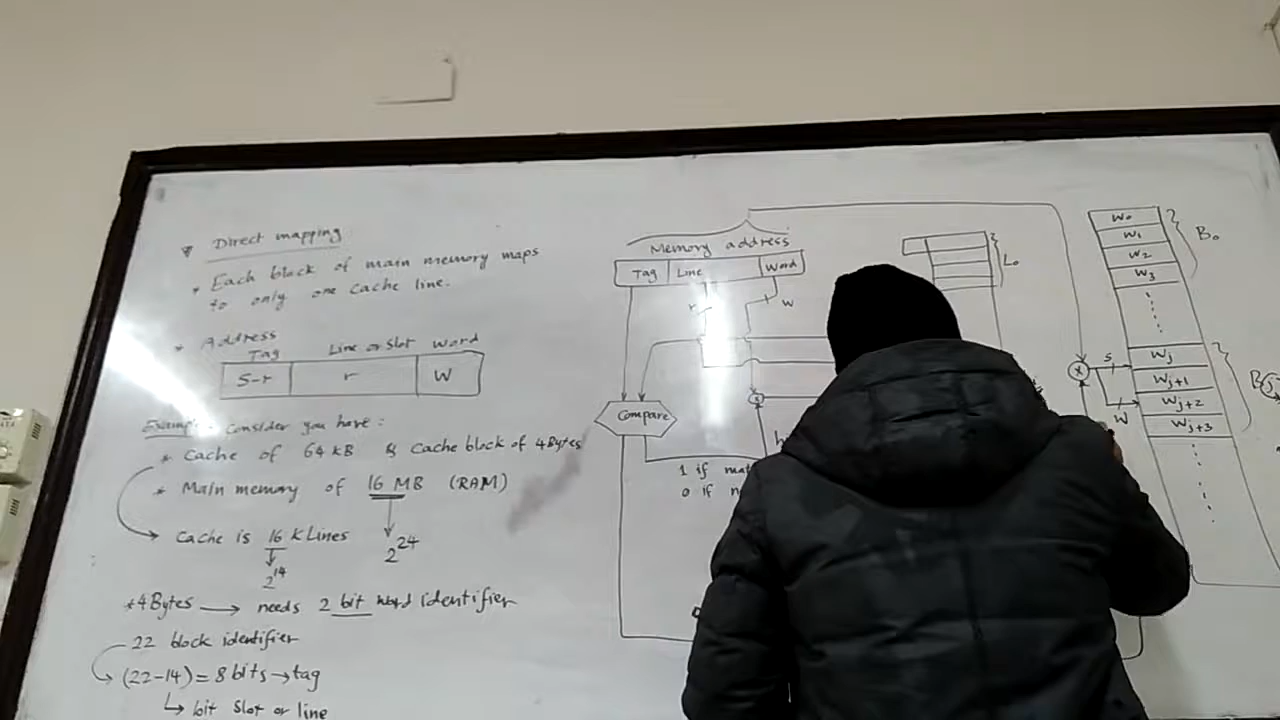 Direct mapping
* Each block of main memory maps
to only one cache line.
* Address
Tag Line or Slot Word
S-r r W
Example: Consider you have:
* Cache of 64 kB & Cache block of 4Bytes
* Main memory of 16 MB (RAM)
Cache is 16 k Lines
2^14
2^24
*4Bytes → needs 2 bit word identifier
22 block identifier
(22-14) = 8 bits → tag
↳ bit slot or line
Memory address
Tag Line Word
r
w
Compare
1 if
0 if
L₀
W₀
W₁
W₂
W₃
B₀
S
W
Wj
Wj+1
Wj+2
Wj+3
Bj